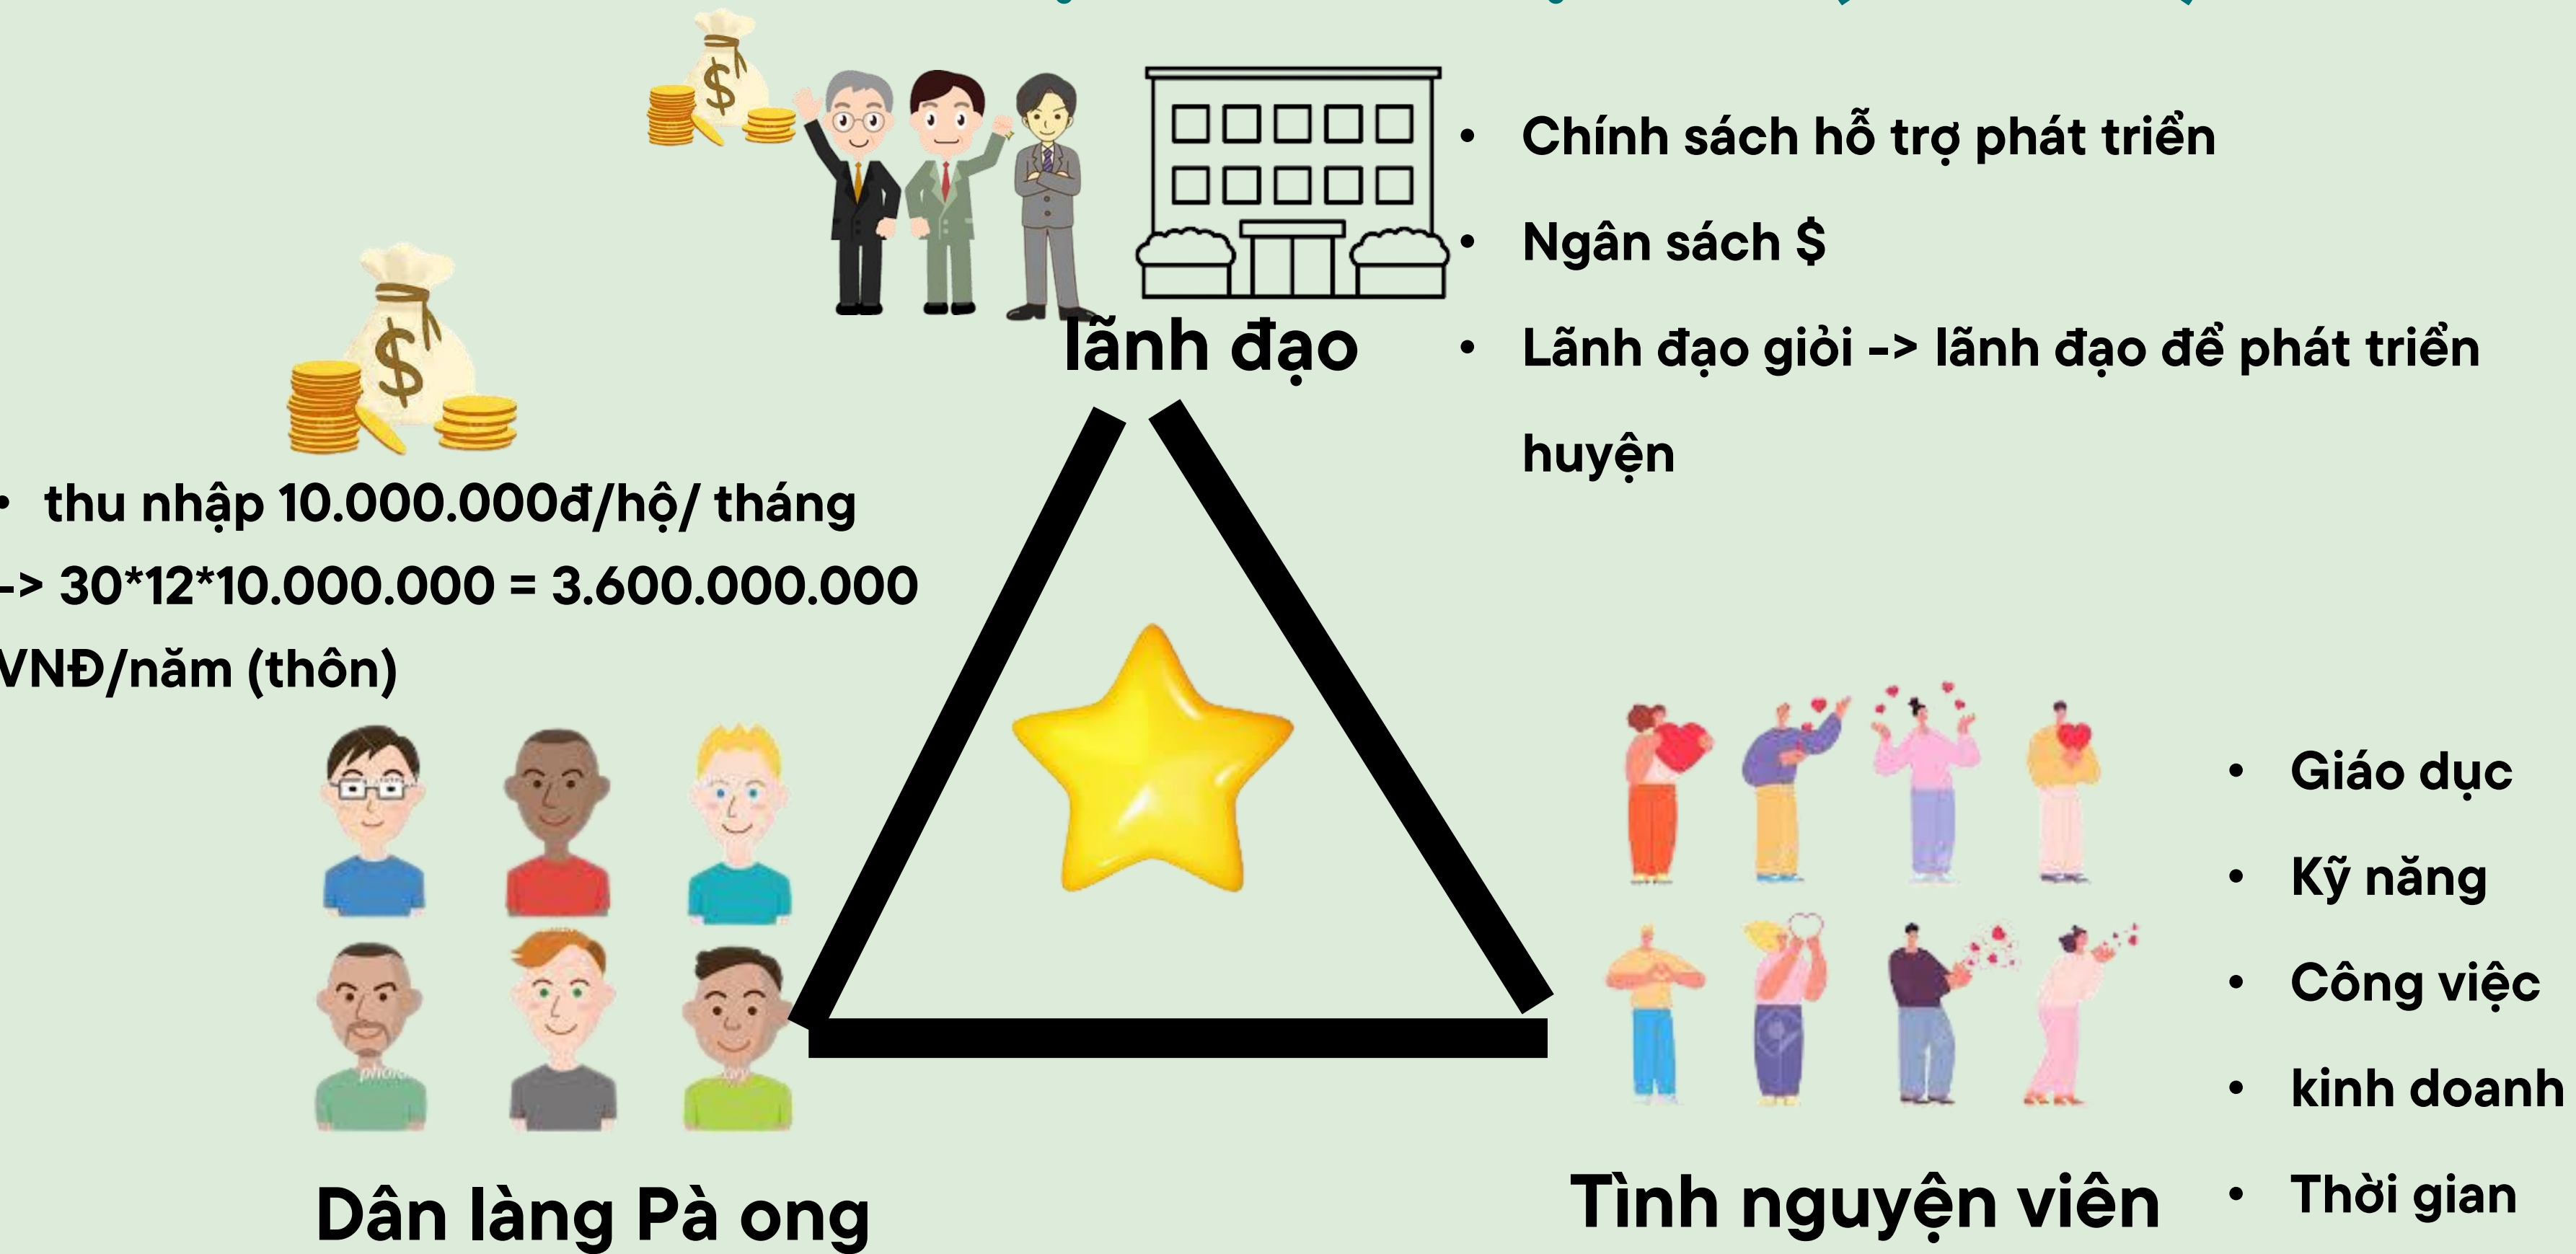 • Chính sách hỗ trợ phát triển
• Ngân sách $
lãnh đạo
• Lãnh đạo giỏi -> lãnh đạo để phát triển
huyện
• thu nhập 10.000.000đ/hộ/ tháng
-> 30*12*10.000.000 = 3.600.000.000
VNĐ/năm (thôn)
• Giáo dục
• Kỹ năng
• Công việc
• kinh doanh
• Thời gian
Dân làng Pà ong
Tình nguyện viên